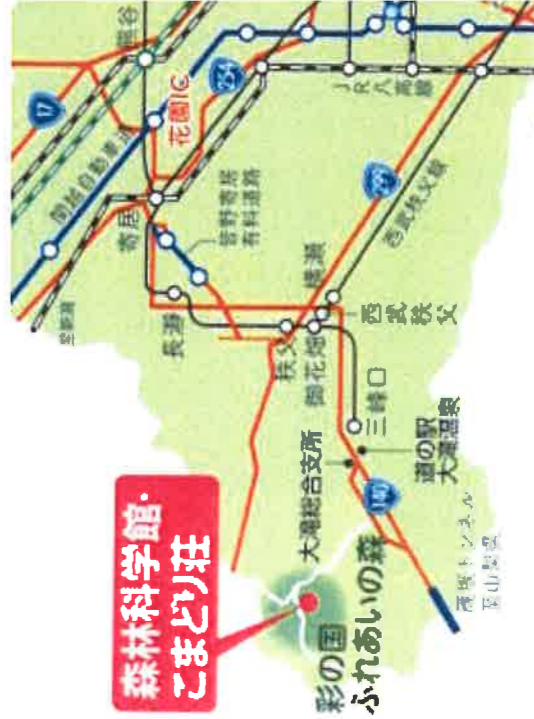 森林科学館・
こまどり荘
彩の国
ふれあいの森
大滝総合支所
道の駅
大滝温泉
三峰口
140
秩父
御花畑
西武秩父
横瀬
長瀞
寄居
皆野寄居
有料道路
花園IC
関越自動車道
熊谷
17
254
299
JR八高線
西武秩父線